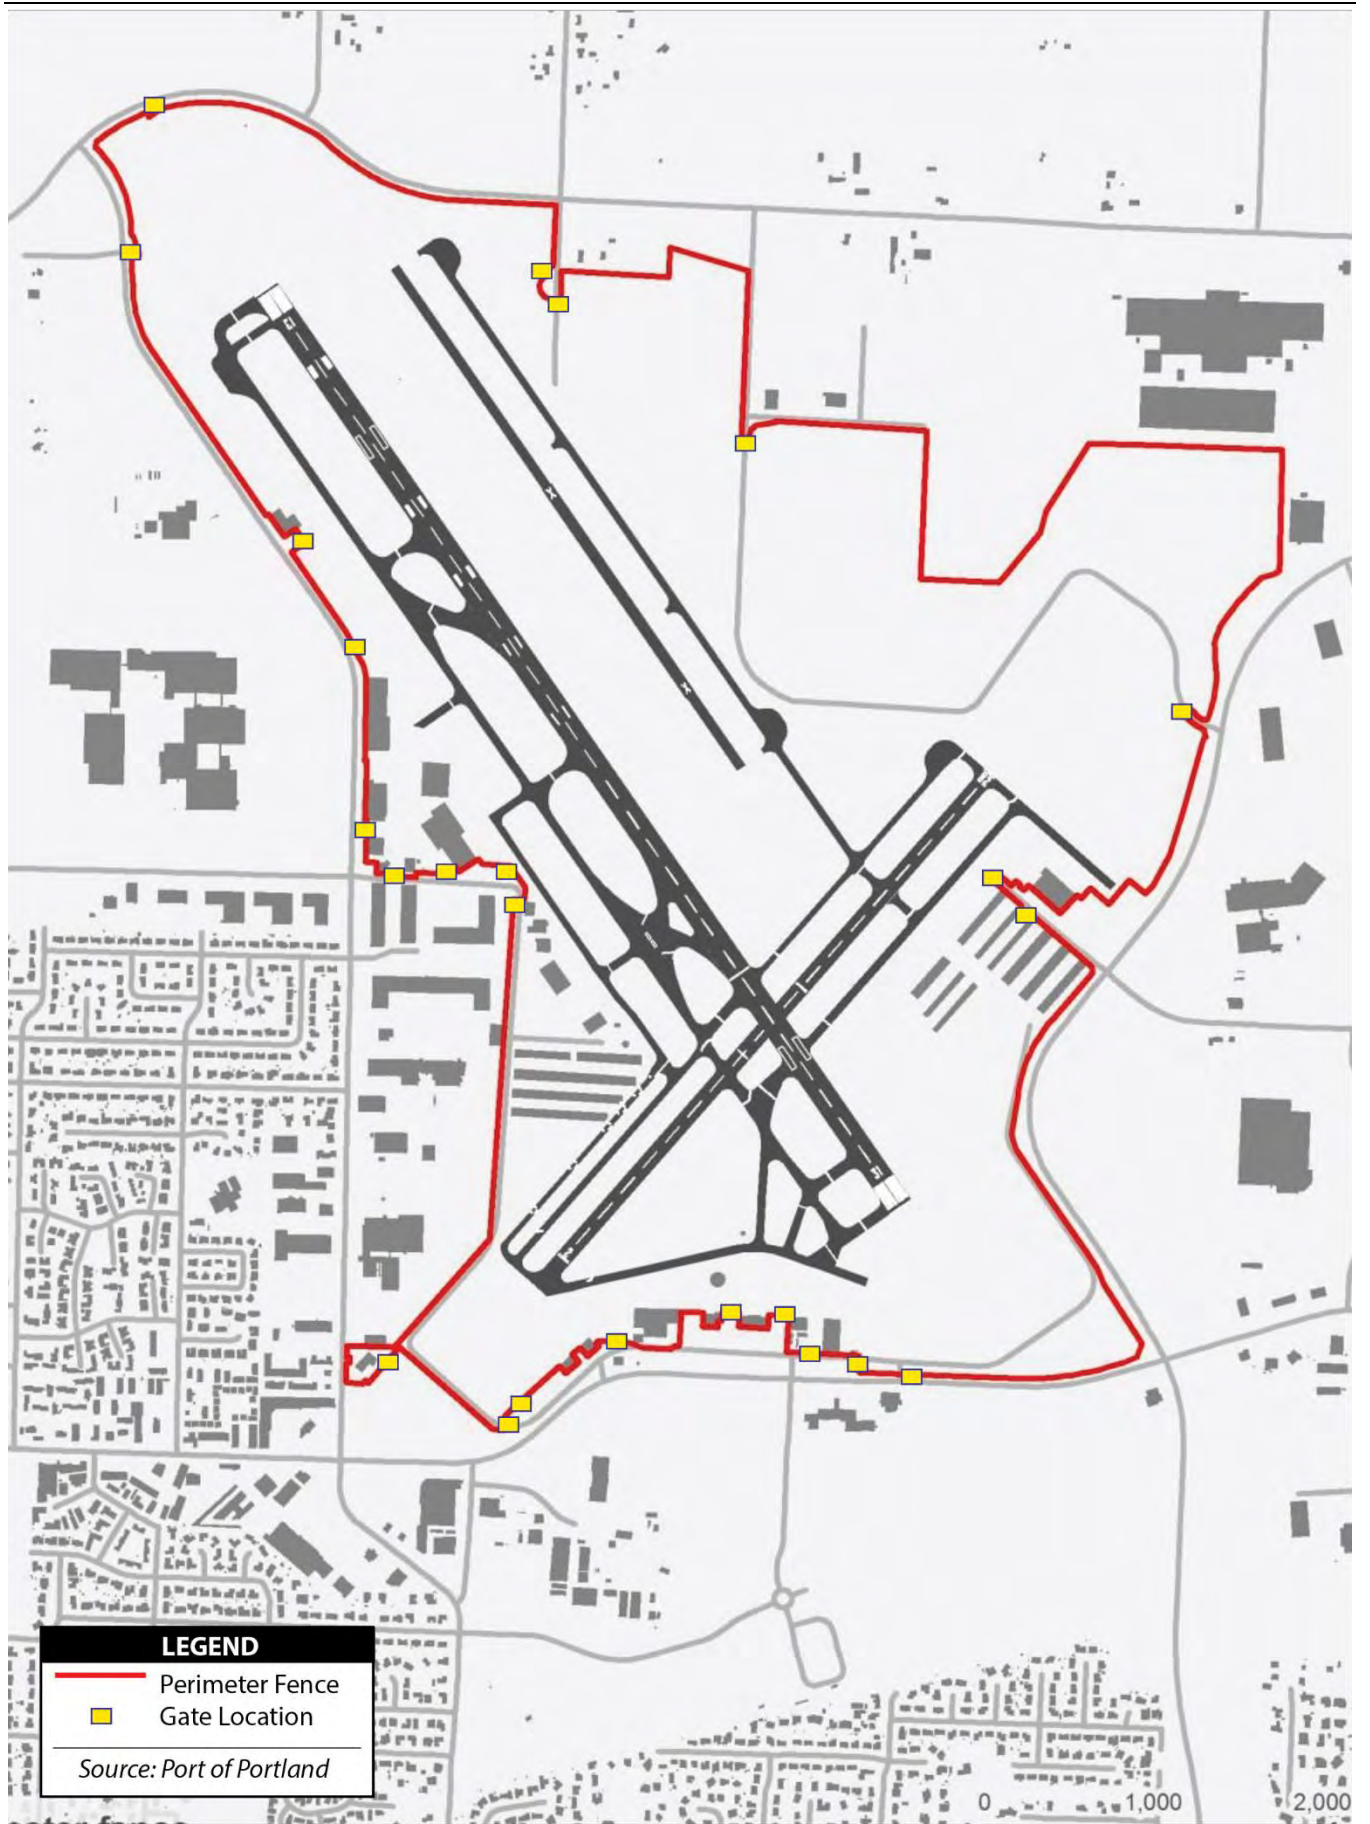 LEGEND
Perimeter Fence
Gate Location
Source: Port of Portland
0 1,000 2,000